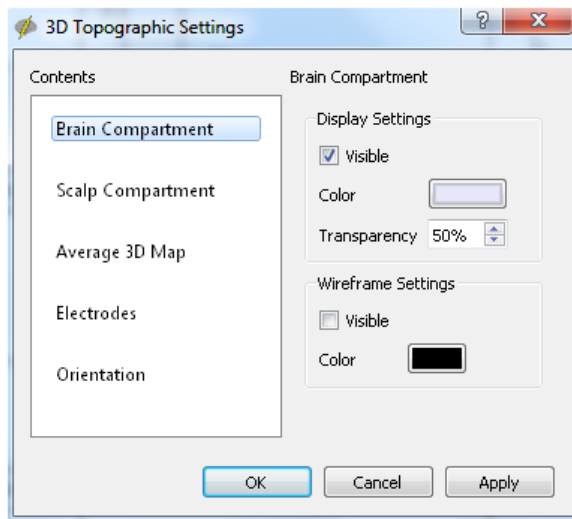 3D Topographic Settings
?
X
Contents
Brain Compartment
Scalp Compartment
Average 3D Map
Electrodes
Orientation
Brain Compartment
Display Settings
Visible
Color
Transparency 50%
Wireframe Settings
Visible
Color
OK Cancel Apply